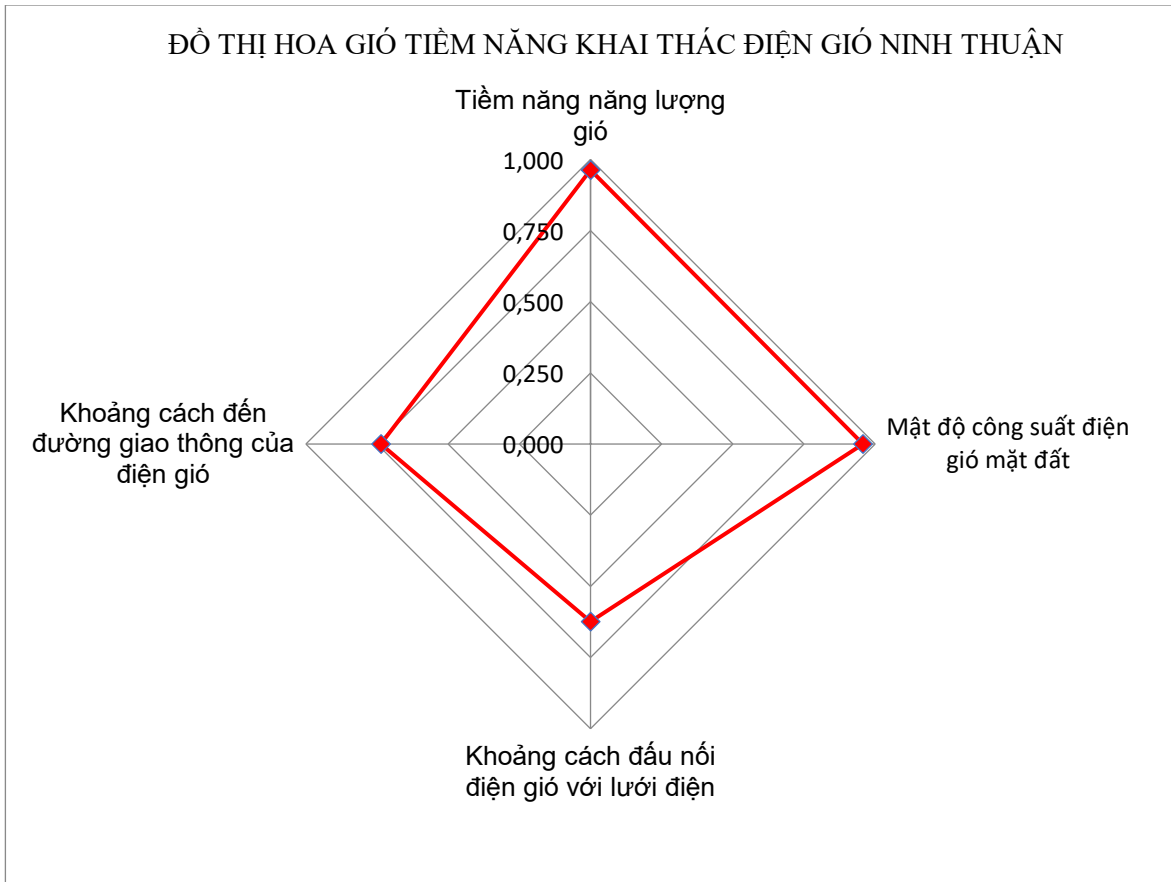 ĐỒ THỊ HOA GIÓ TIỀM NĂNG KHAI THÁC ĐIỆN GIÓ NINH THUẬN
Tiềm năng năng lượng
gió
1,000
0,750
0,500
0,250
0,000
Khoảng cách đến
đường giao thông của
điện gió
Mật độ công suất điện
gió mặt đất
Khoảng cách đấu nối
điện gió với lưới điện